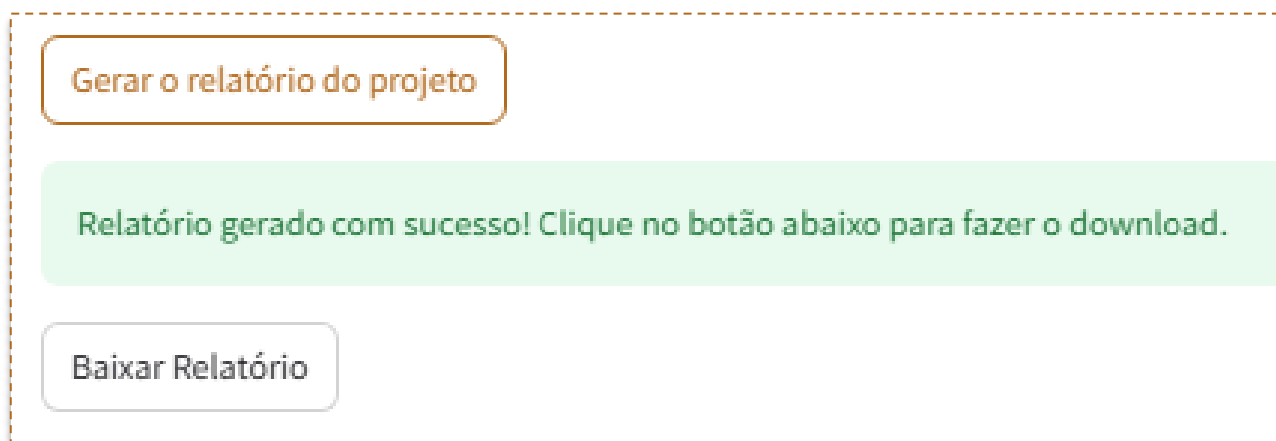 Gerar o relatório do projeto
Relatório gerado com sucesso! Clique no botão abaixo para fazer o download.
Baixar Relatório